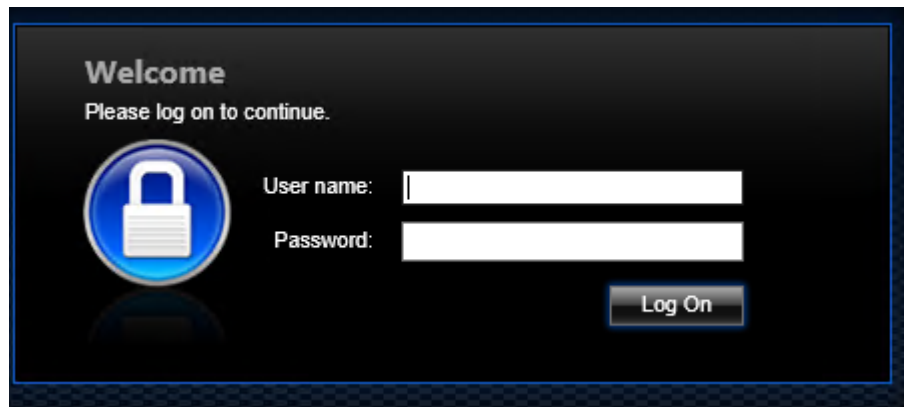 Welcome
Please log on to continue.
User name:
Password:
Log On